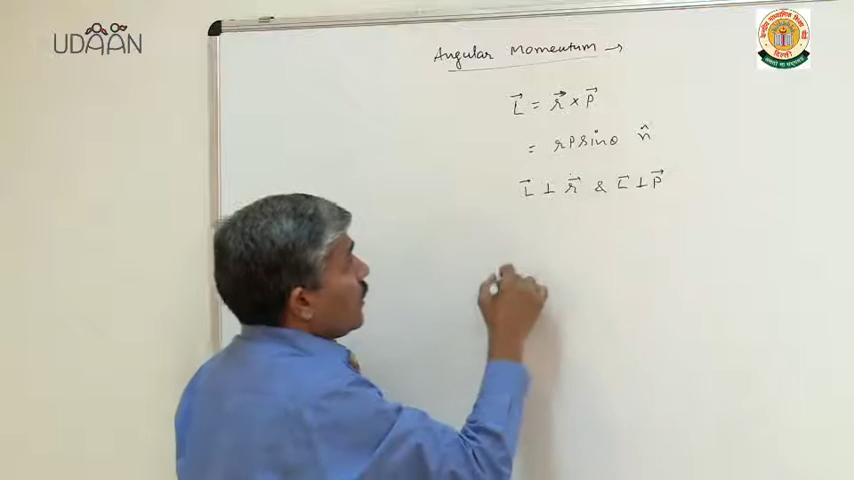 UDAAN
Angular Momentum →
L⃗ = r⃗ × P⃗
= rPsinθ n̂
L⃗ ⊥ r⃗ & L⃗ ⊥ P⃗